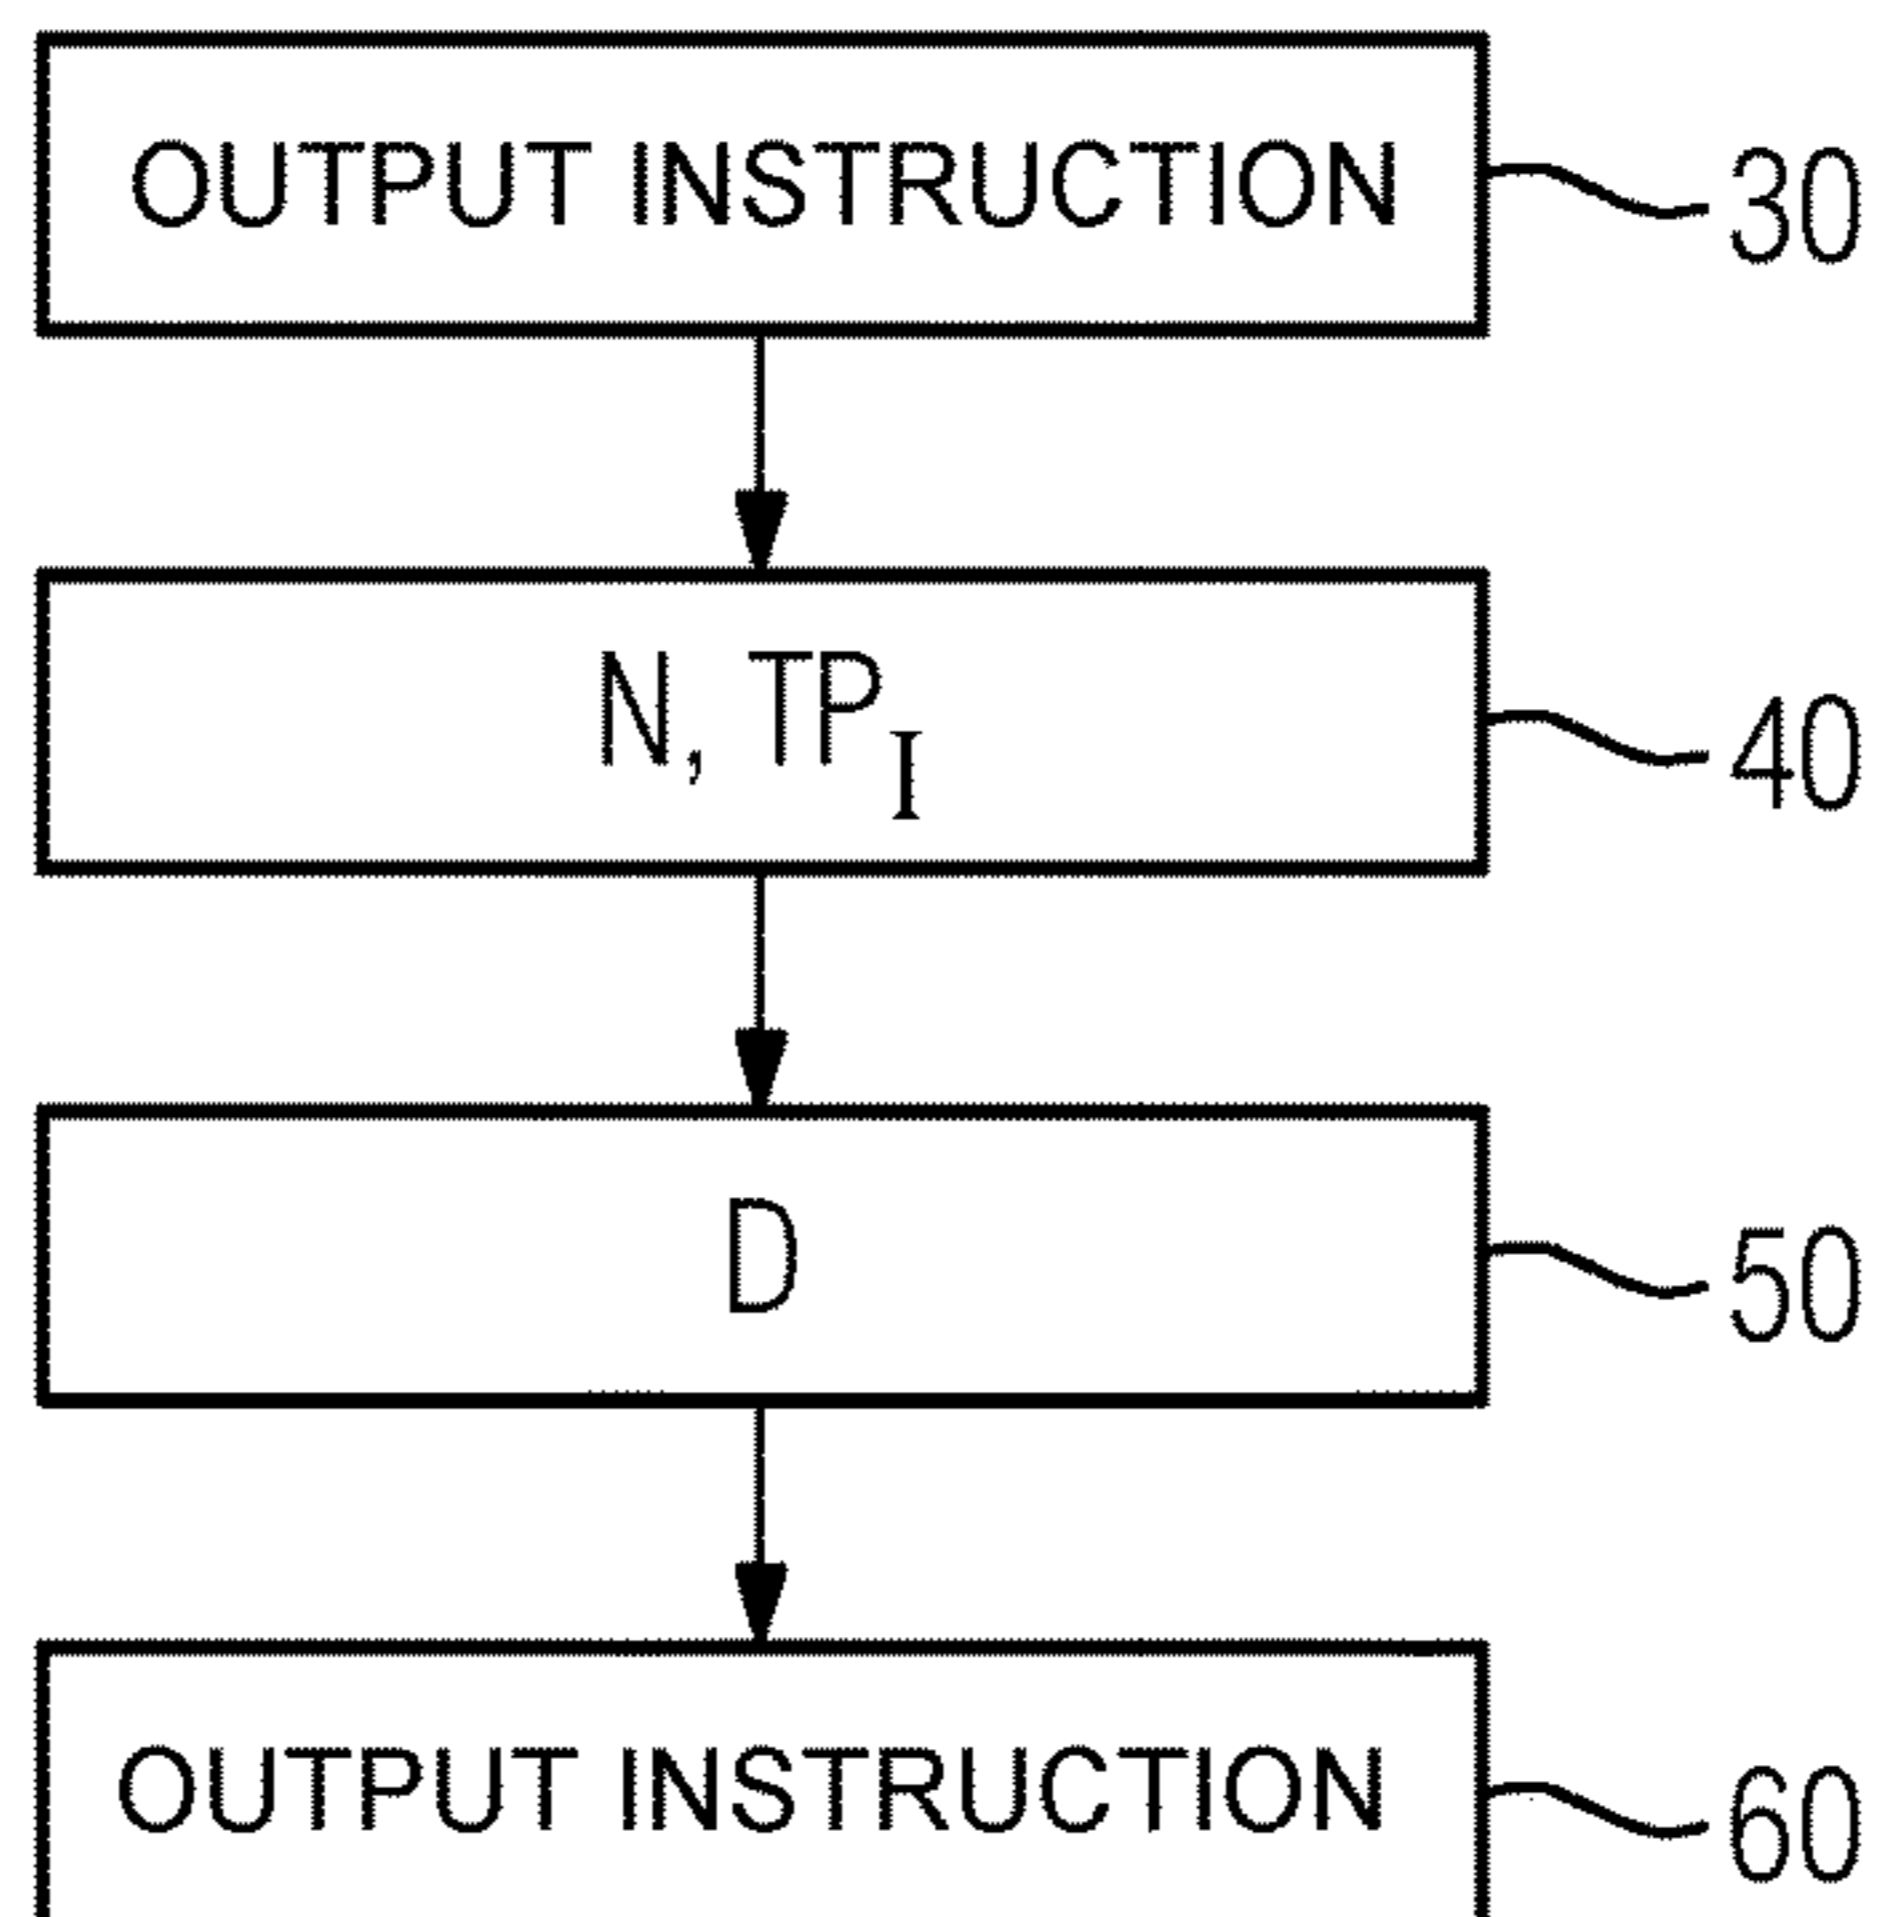 OUTPUT INSTRUCTION 30
N, TP_I 40
D 50
OUTPUT INSTRUCTION 60